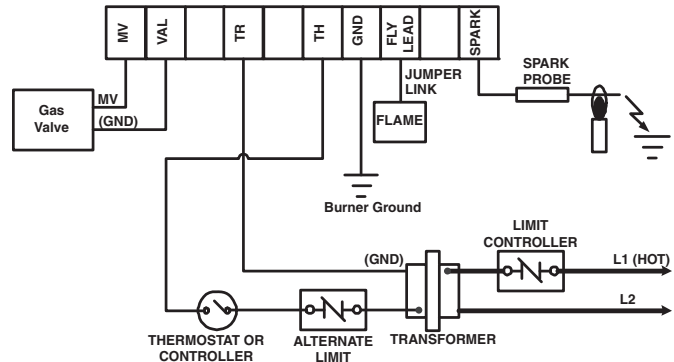 MV
VAL
TR
TH
GND
FLY
LEAD
SPARK
SPARK
PROBE
JUMPER
LINK
Gas
Valve
MV
(GND)
FLAME
Burner Ground
LIMIT
CONTROLLER
(GND)
L1 (HOT)
L2
THERMOSTAT OR
CONTROLLER
ALTERNATE
LIMIT
TRANSFORMER